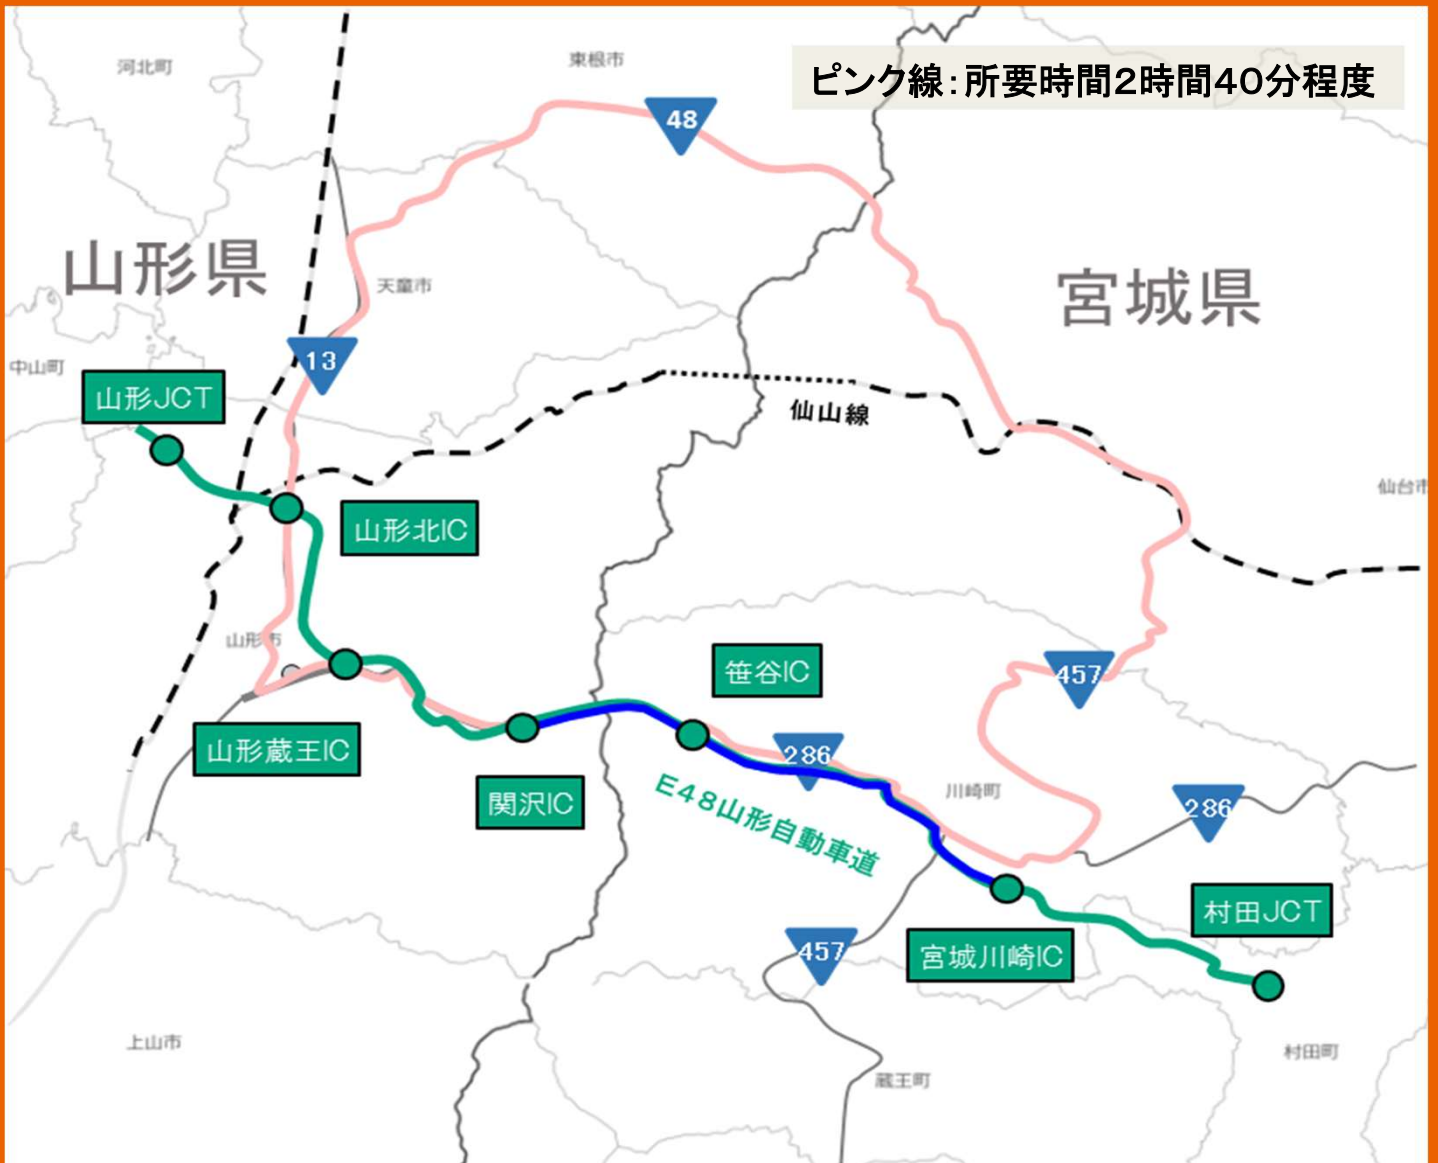 河北町
東根市
ピンク線：所要時間2時間40分程度
48
山形県
天童市
宮城県
中山町
13
山形JCT
仙山線
仙台市
山形北IC
山形市
笹谷IC
457
山形蔵王IC
286
関沢IC
川崎町
286
E48山形自動車道
村田JCT
457
宮城川崎IC
上山市
村田町
蔵王町